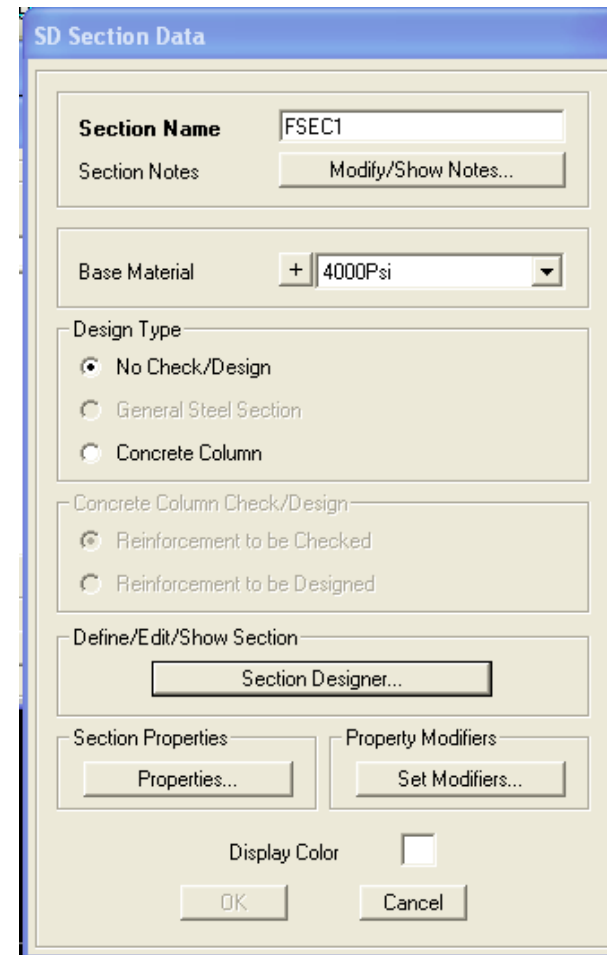 SD Section Data
Section Name FSEC1
Section Notes Modify/Show Notes...
Base Material + 4000Psi
Design Type
No Check/Design
General Steel Section
Concrete Column
Concrete Column Check/Design
Reinforcement to be Checked
Reinforcement to be Designed
Define/Edit/Show Section
Section Designer...
Section Properties Property Modifiers
Properties... Set Modifiers...
Display Color
OK Cancel